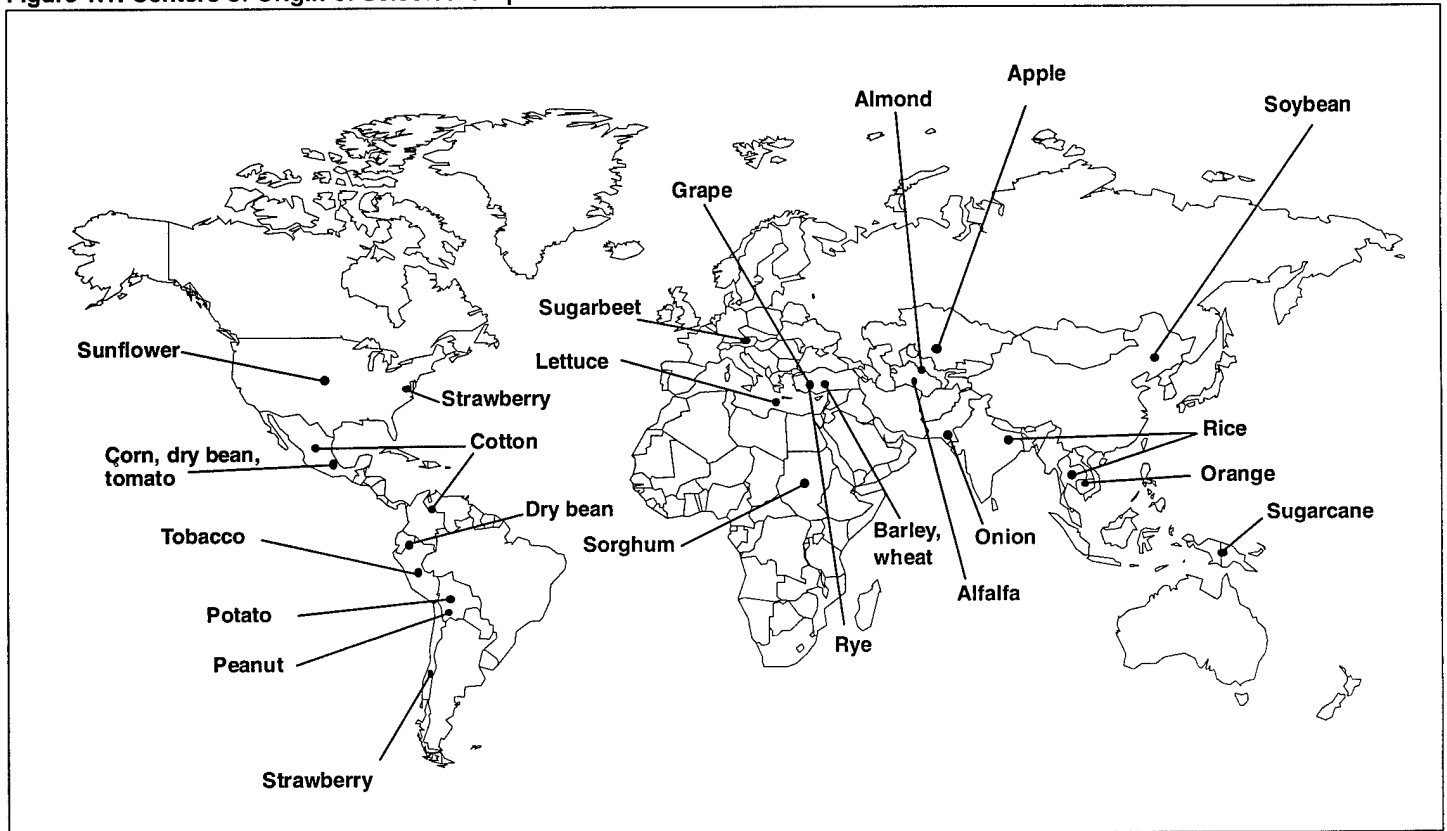 Apple
Almond
Soybean
Grape
Sugarbeet
Sunflower
Lettuce
Strawberry
Cotton
Rice
Corn, dry bean,
tomato
Orange
Dry bean
Sugarcane
Tobacco
Sorghum
Barley,
wheat
Onion
Alfalfa
Potato
Rye
Peanut
Strawberry